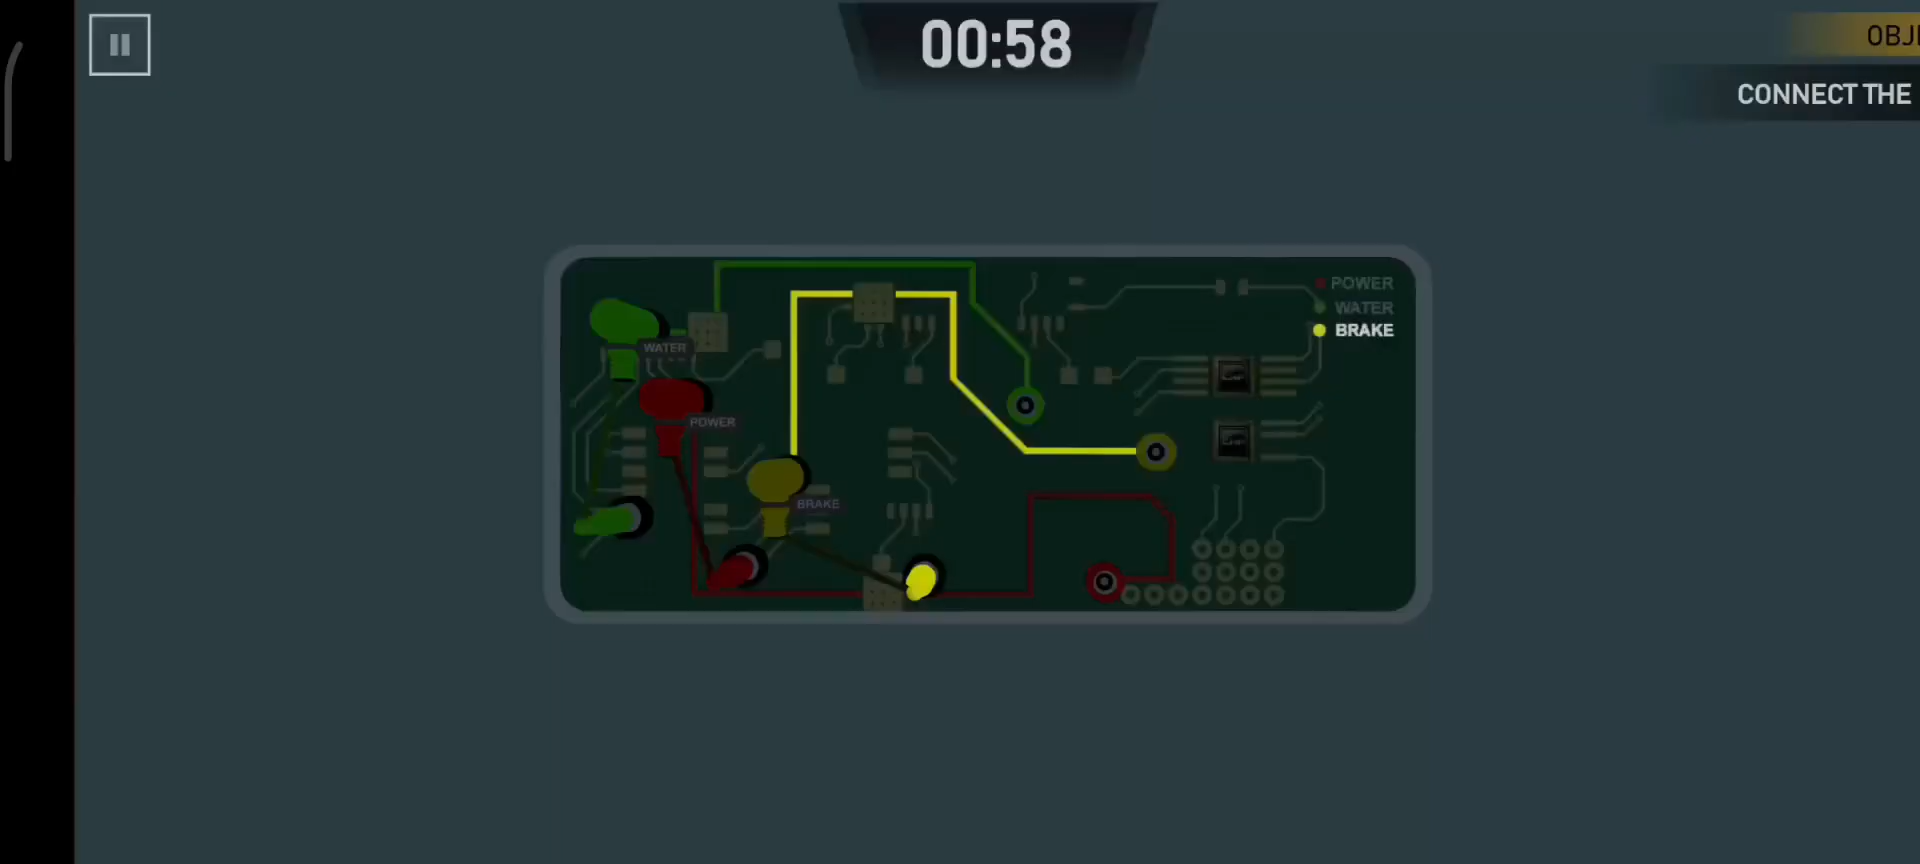 00:58
OBJ
CONNECT THE
POWER
WATER
BRAKE
WATER
POWER
BRAKE